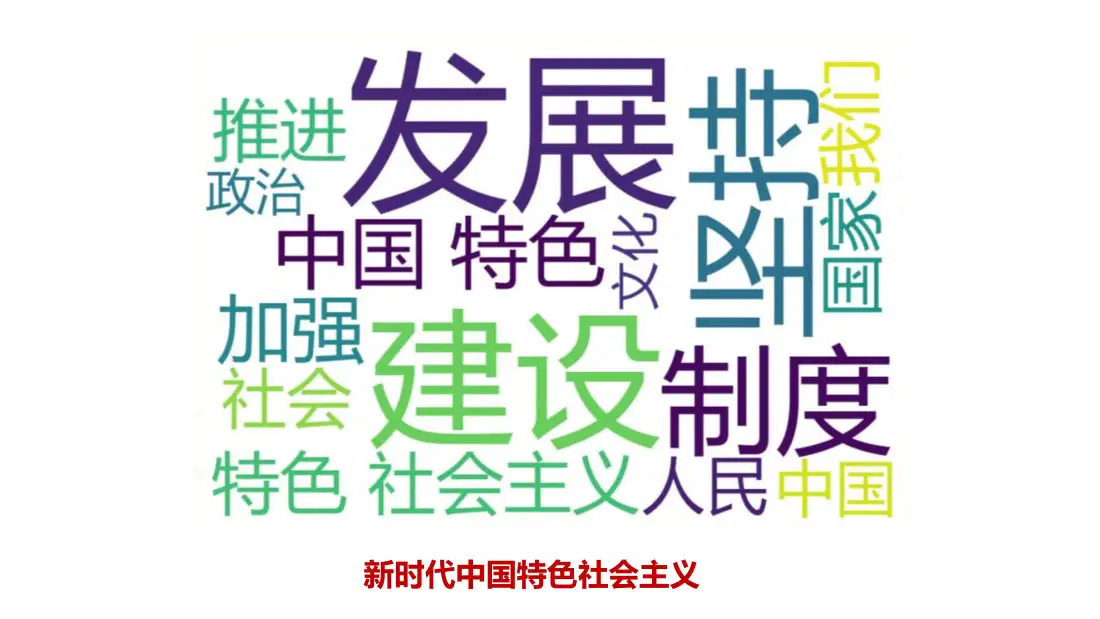 发展
坚持
我们
推进
政治
中国 特色
文化
国家
加强
建设
制度
社会
特色 社会主义
人民
中国
新时代中国特色社会主义